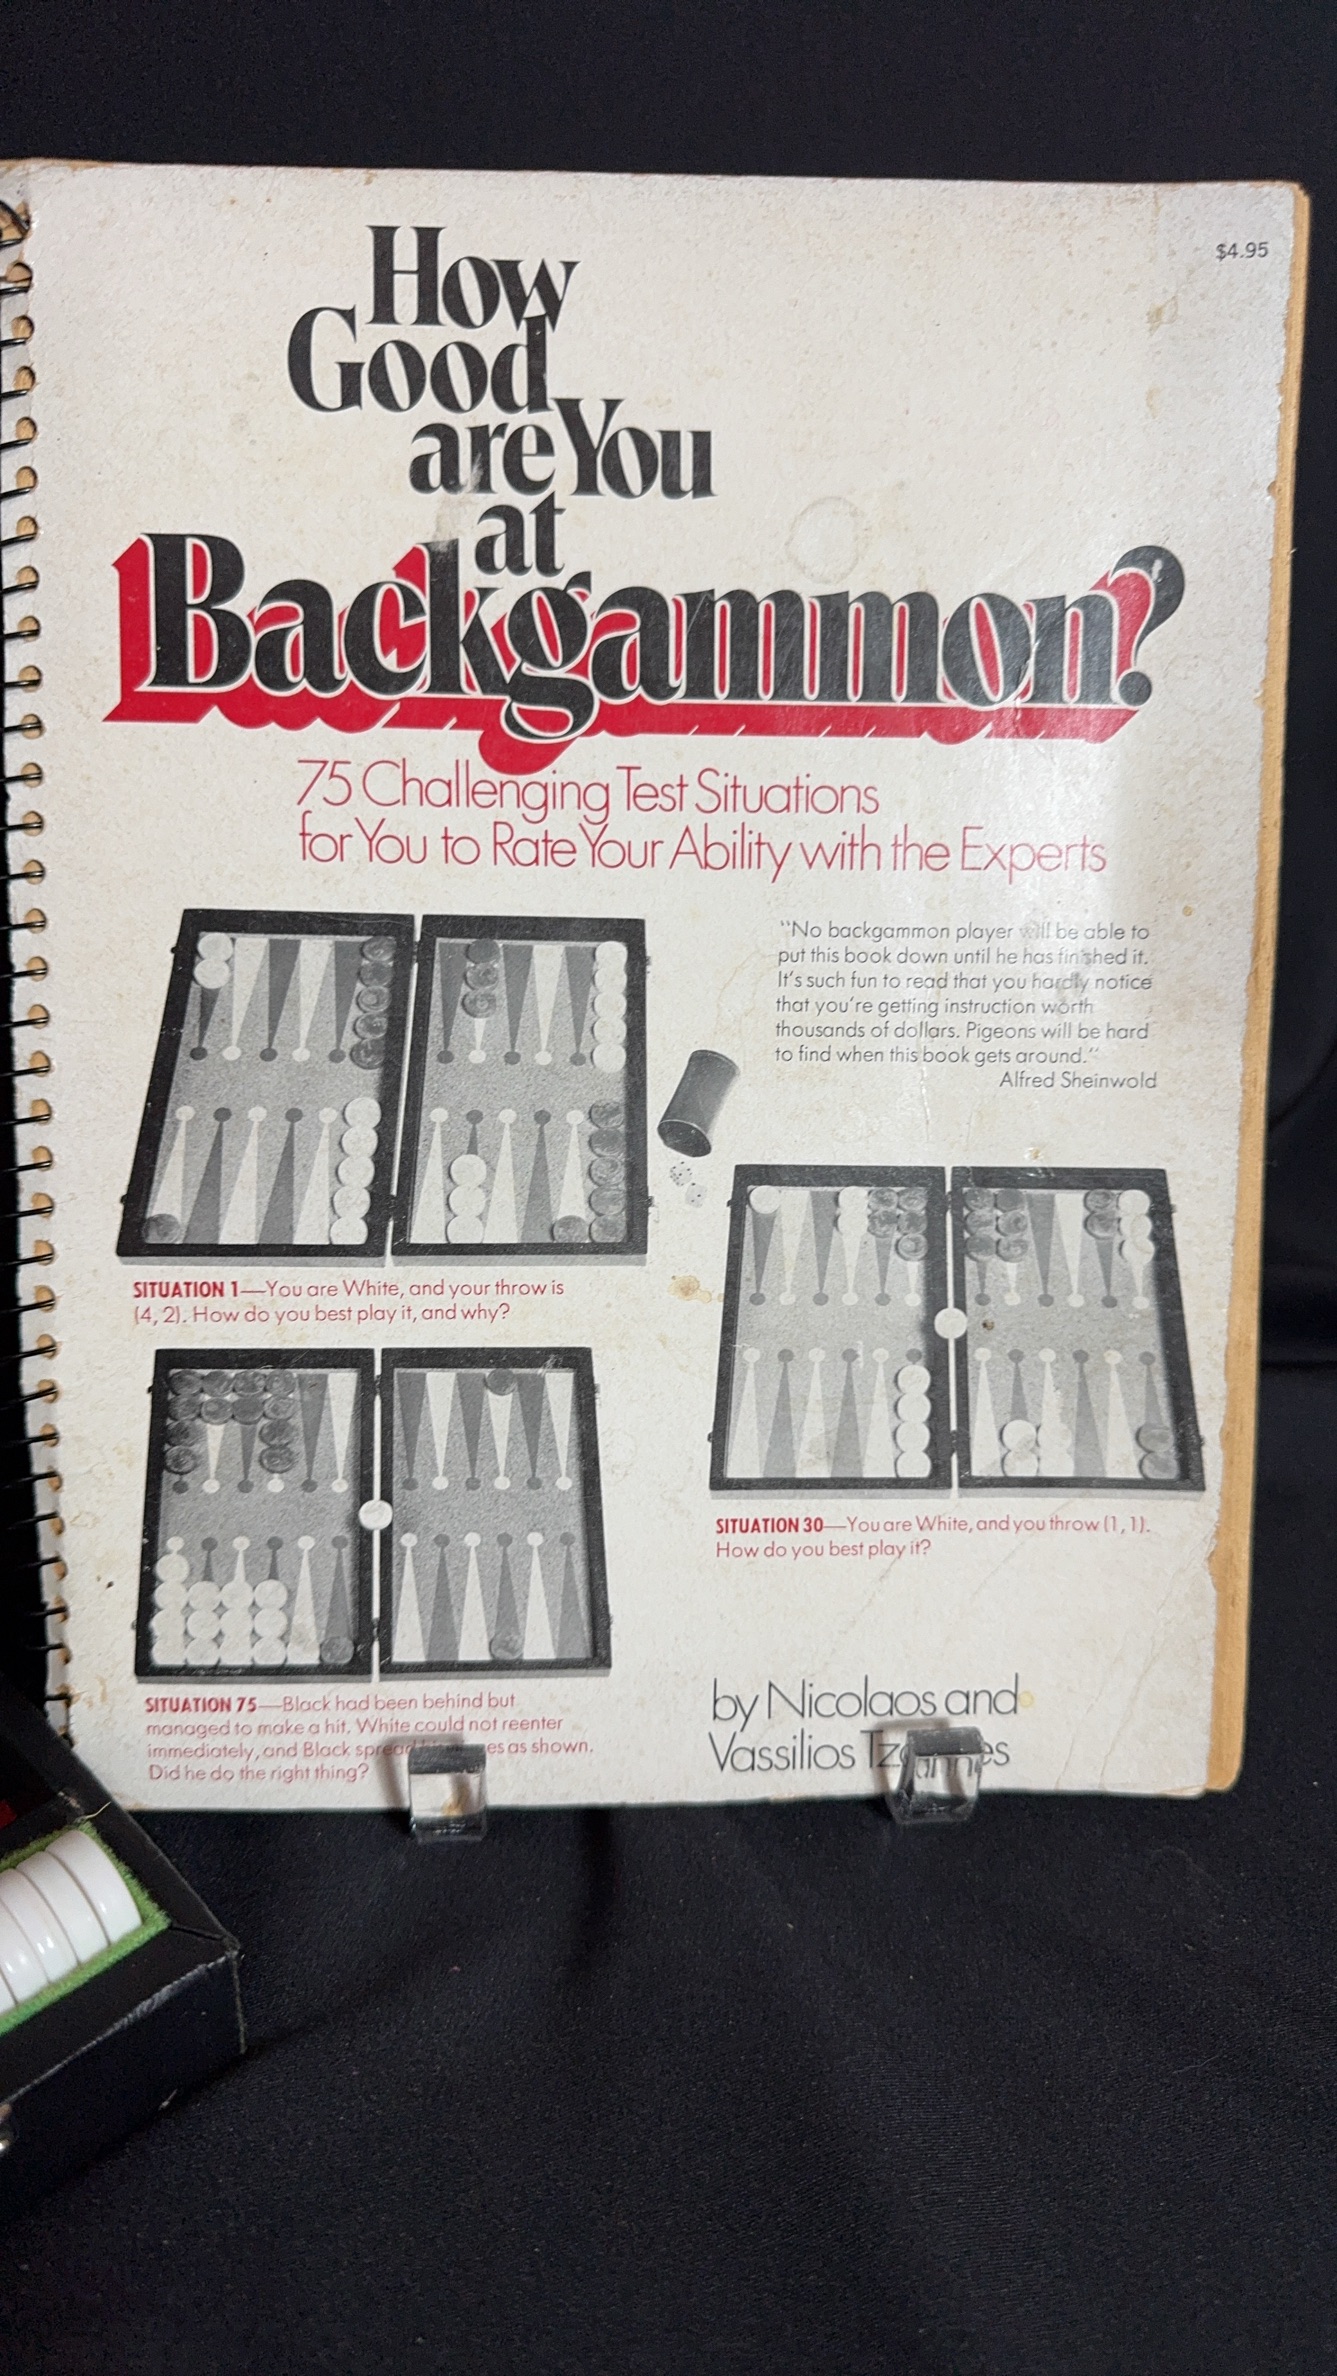 $4.95
How
Good
are You
at
Backgammon?
75 Challenging Test Situations
for You to Rate Your Ability with the Experts
"No backgammon player will be able to
put this book down until he has finished it.
It's such fun to read that you hardly notice
that you're getting instruction worth
thousands of dollars. Pigeons will be hard
to find when this book gets around."
Alfred Sheinwold
SITUATION 1—You are White, and your throw is
(4, 2). How do you best play it, and why?
SITUATION 30—You are White, and you throw (1, 1).
How do you best play it?
SITUATION 75—Black had been behind but
managed to make a hit. White could not reenter
immediately, and Black spread as shown.
Did he do the right thing?
by Nicolaos and
Vassilios